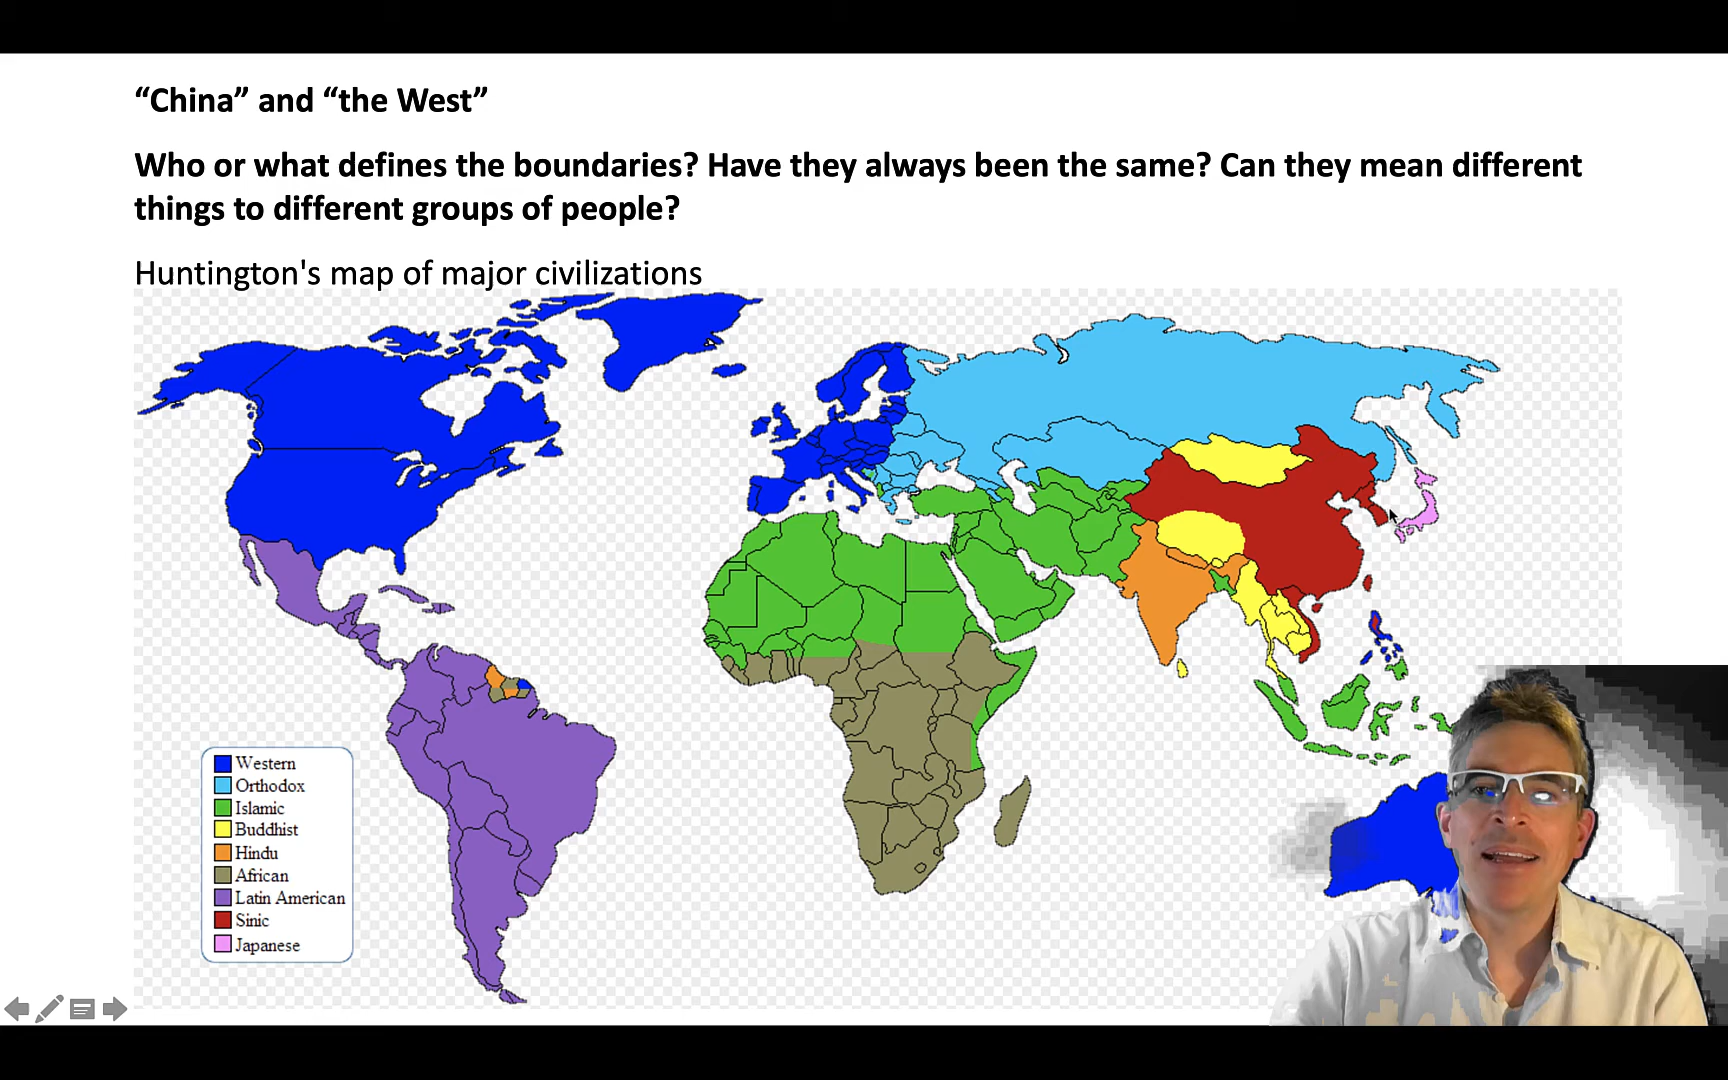 “China” and “the West”
Who or what defines the boundaries? Have they always been the same? Can they mean different
things to different groups of people?
Huntington's map of major civilizations
Western
Orthodox
Islamic
Buddhist
Hindu
African
Latin American
Sinic
Japanese